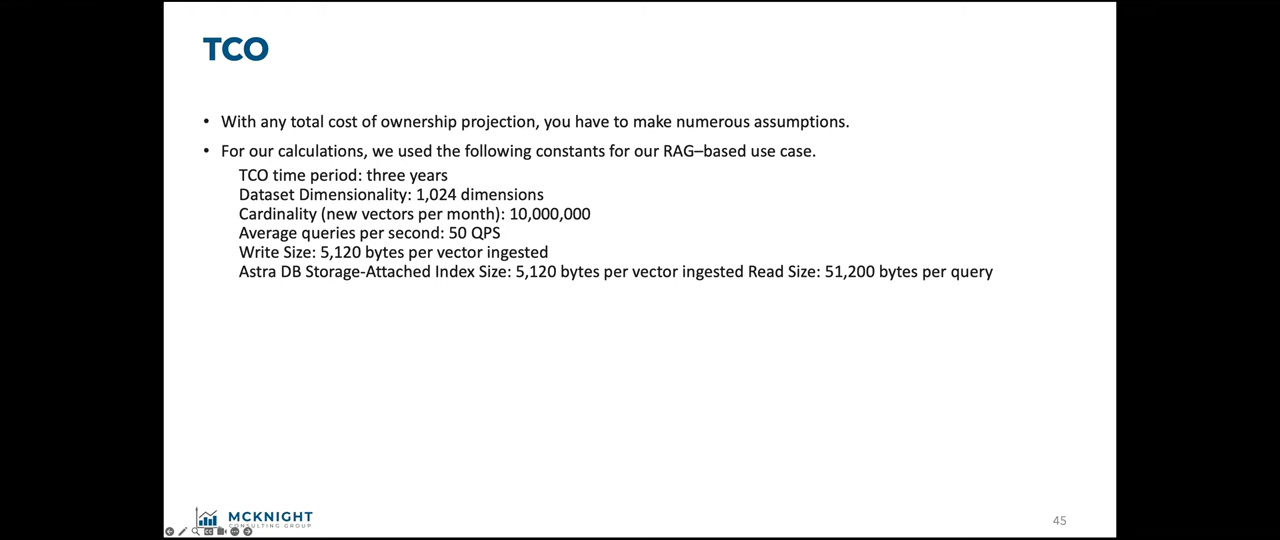 TCO
• With any total cost of ownership projection, you have to make numerous assumptions.
• For our calculations, we used the following constants for our RAG–based use case.
TCO time period: three years
Dataset Dimensionality: 1,024 dimensions
Cardinality (new vectors per month): 10,000,000
Average queries per second: 50 QPS
Write Size: 5,120 bytes per vector ingested
Astra DB Storage-Attached Index Size: 5,120 bytes per vector ingested Read Size: 51,200 bytes per query
MCKNIGHT
CONSULTING GROUP
45